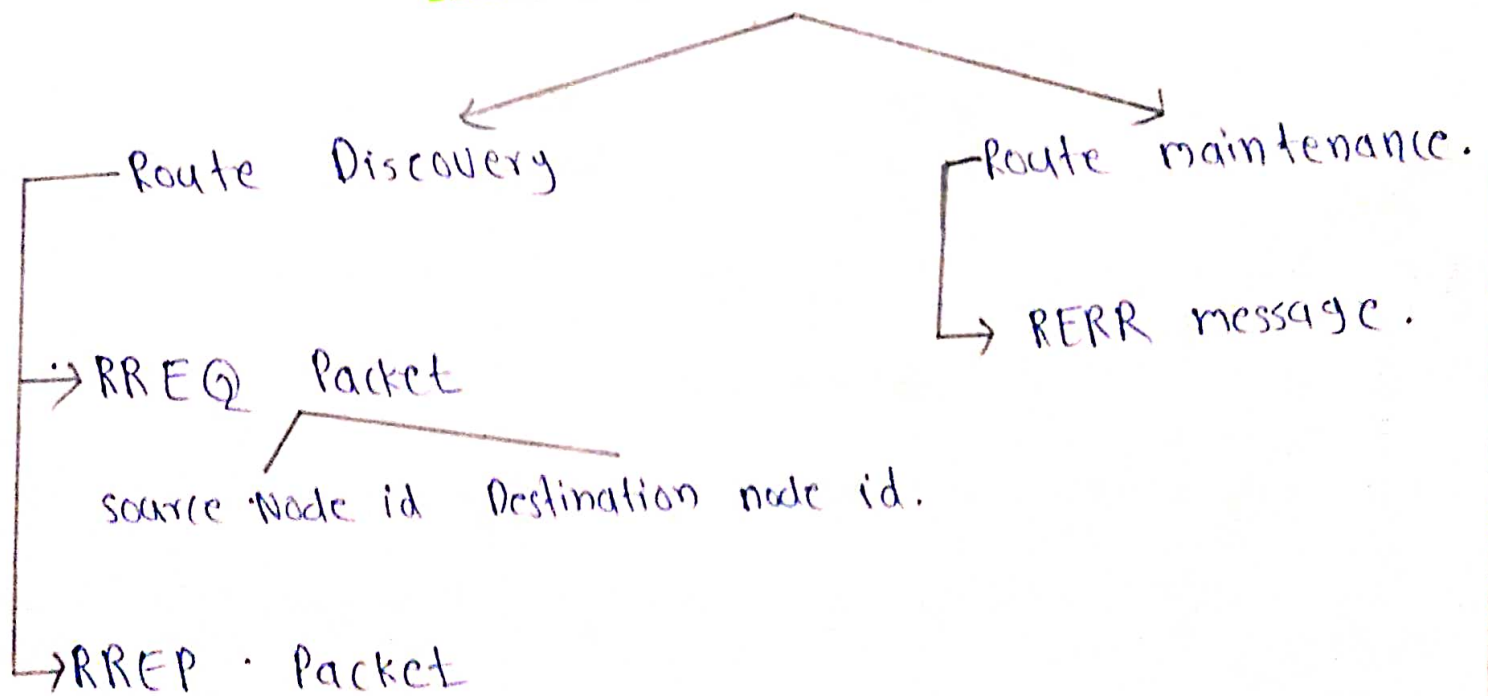 Route Discovery
Route maintenance.
RREQ Packet
source Node id Destination node id.
RREP Packet
RERR message.